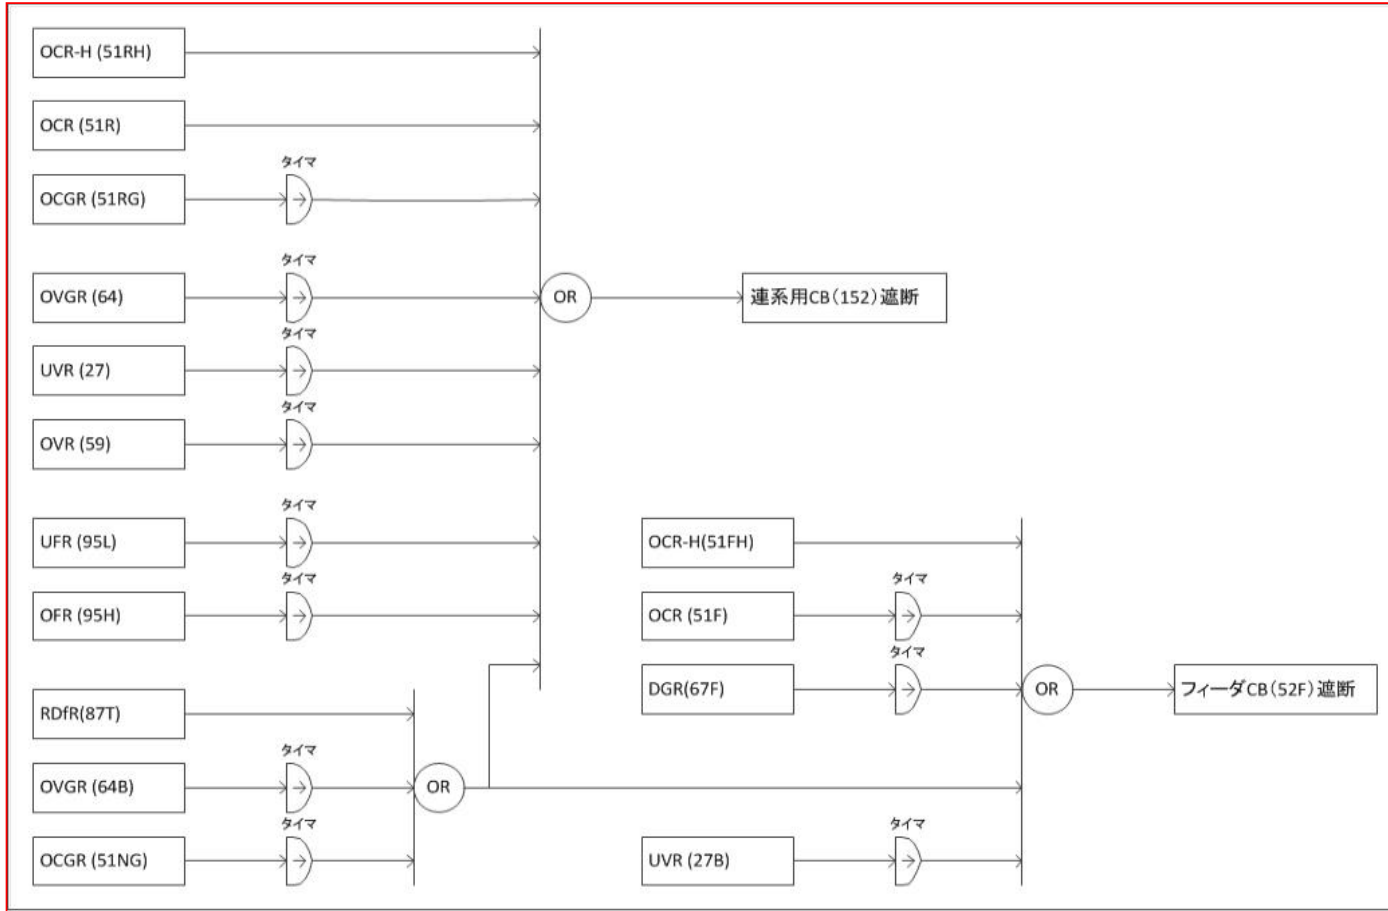 OCR-H (51RH)
OCR (51R)
タイマ
OCGR (51RG)
タイマ
OVGR (64)
OR
連系用CB(152)遮断
タイマ
UVR (27)
タイマ
OVR (59)
タイマ
UFR (95L)
OCR-H(51FH)
タイマ
タイマ
OFR (95H)
OCR (51F)
タイマ
DGR(67F)
OR
フィーダCB(52F)遮断
RDfR(87T)
タイマ
OVGR (64B)
OR
タイマ
タイマ
OCGR (51NG)
UVR (27B)